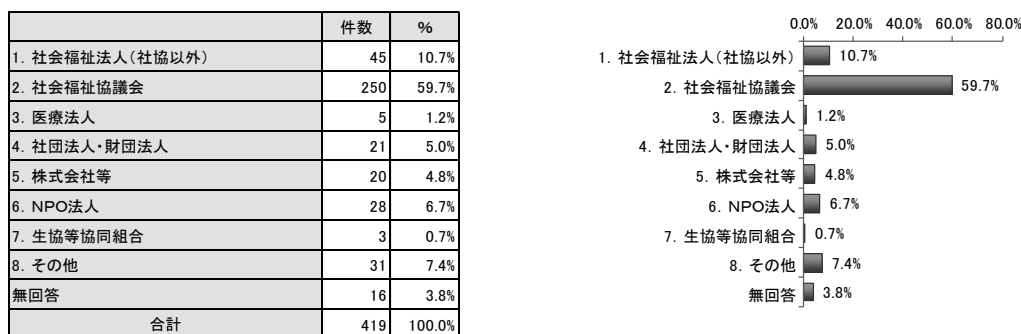 件数 %
1. 社会福祉法人(社協以外) 45 10.7%
2. 社会福祉協議会 250 59.7%
3. 医療法人 5 1.2%
4. 社団法人・財団法人 21 5.0%
5. 株式会社等 20 4.8%
6. NPO法人 28 6.7%
7. 生協等協同組合 3 0.7%
8. その他 31 7.4%
無回答 16 3.8%
合計 419 100.0%
0.0% 20.0% 40.0% 60.0% 80.0%
1. 社会福祉法人(社協以外) 10.7%
2. 社会福祉協議会 59.7%
3. 医療法人 1.2%
4. 社団法人・財団法人 5.0%
5. 株式会社等 4.8%
6. NPO法人 6.7%
7. 生協等協同組合 0.7%
8. その他 7.4%
無回答 3.8%